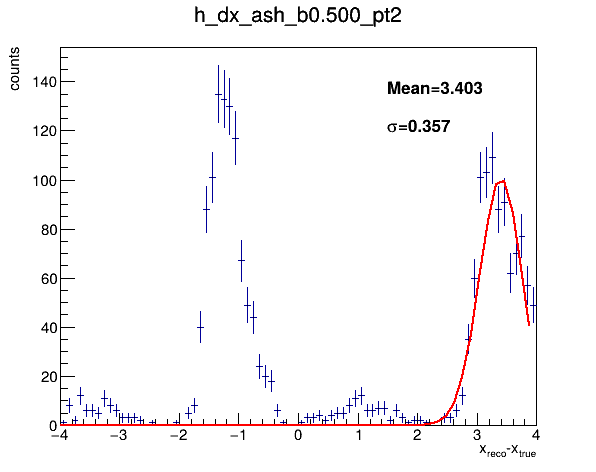 h_dx_ash_b0.500_pt2
counts
Mean=3.403
σ=0.357
140
120
100
80
60
40
20
0
−4 −3 −2 −1 0 1 2 3 4
x_reco-x_true